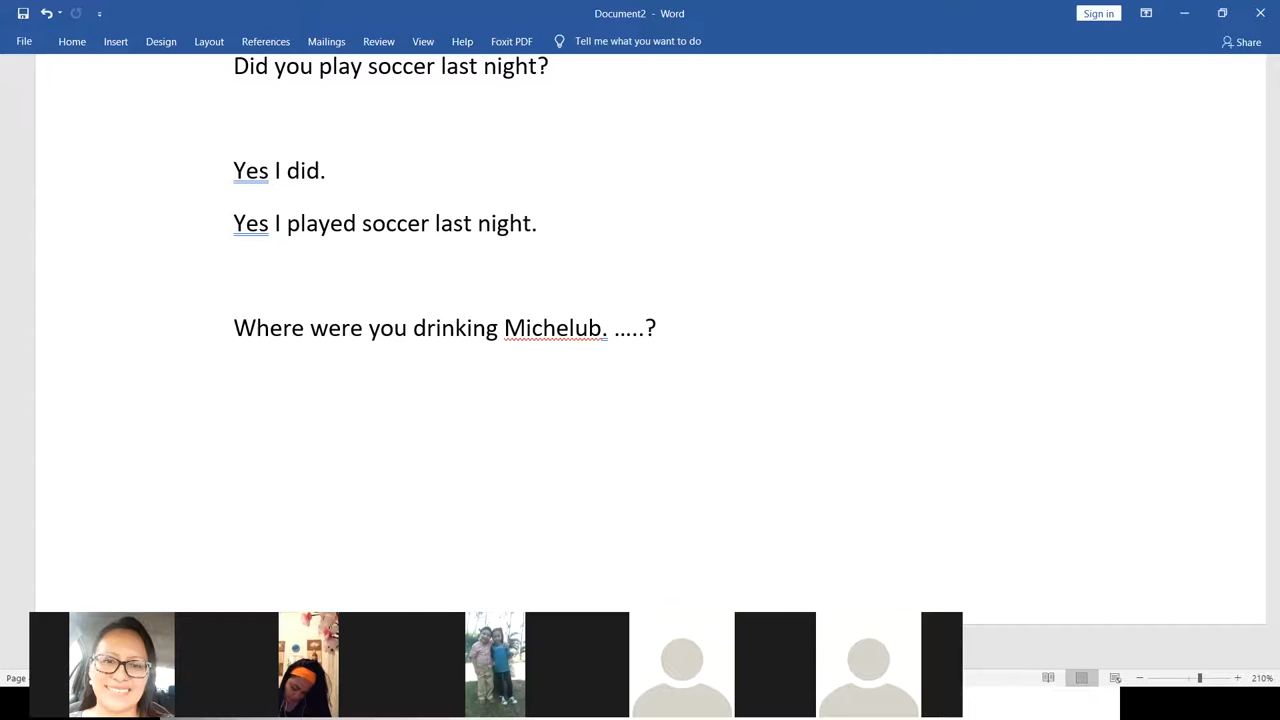 Document2 - Word
Sign in
File Home Insert Design Layout References Mailings Review View Help Foxit PDF Tell me what you want to do Share
Did you play soccer last night?
Yes I did.
Yes I played soccer last night.
Where were you drinking Michelub. .....?
Page
210%